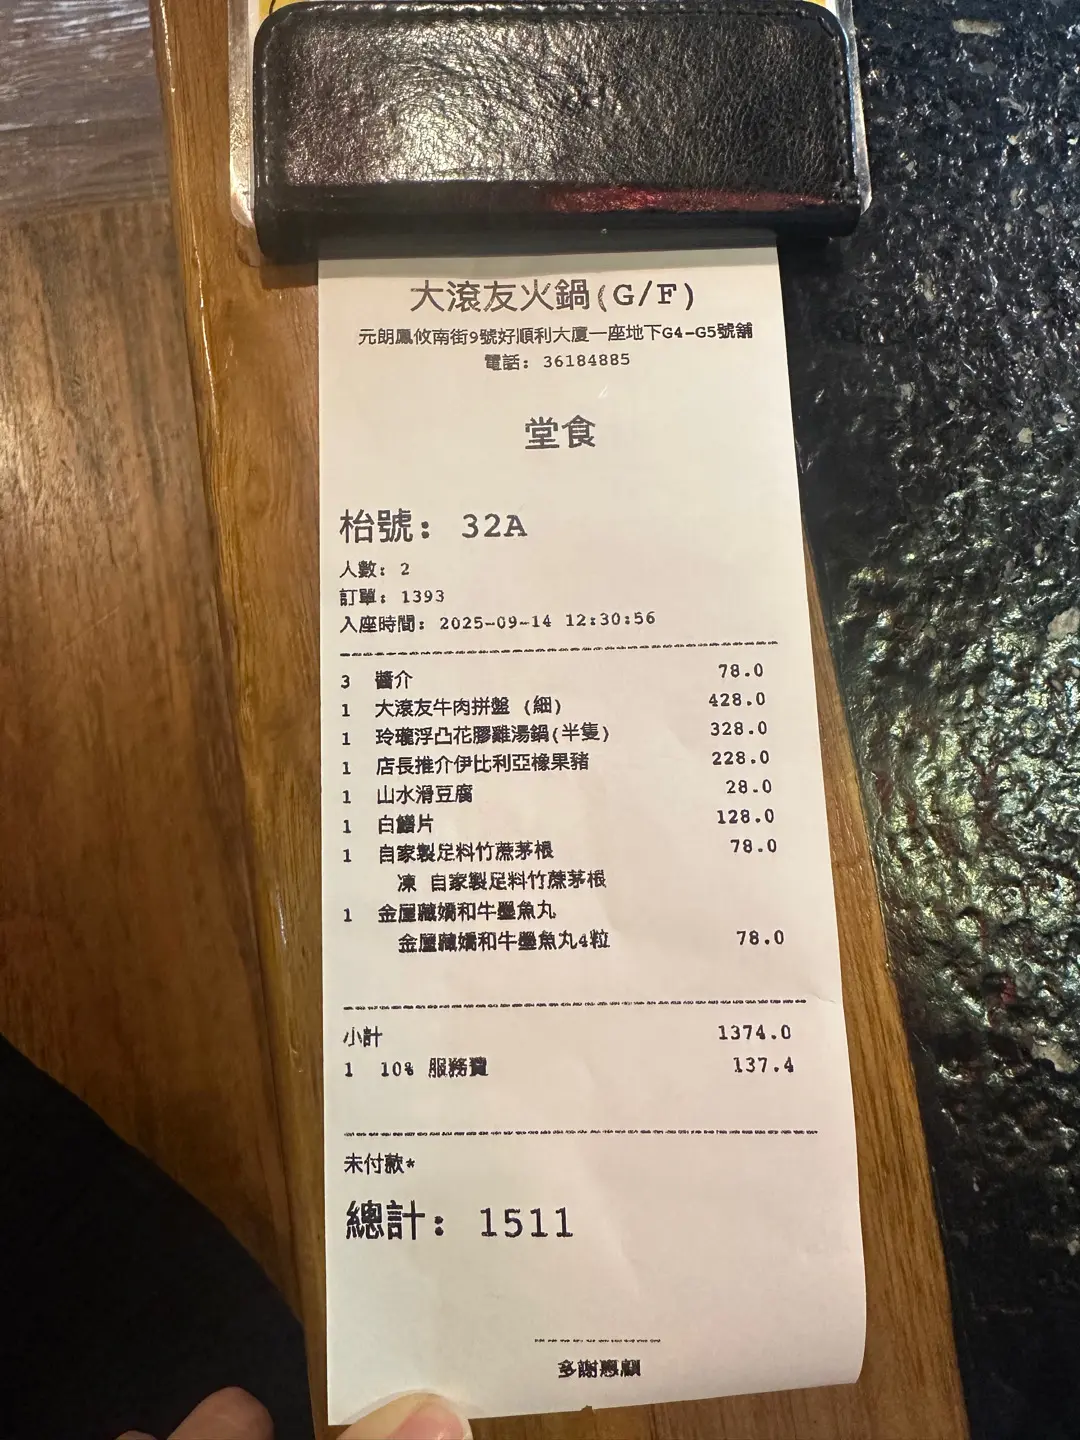 大滾友火鍋(G/F)
元朗鳳攸南街9號好順利大廈一座地下G4-G5號舖
電話: 36184885
堂食
枱號: 32A
人數: 2
訂單: 1393
入座時間: 2025-09-14 12:30:56
3 醬介 78.0
1 大滾友牛肉拼盤 (細) 428.0
1 玲瓏浮凸花膠雞湯鍋(半隻) 328.0
1 店長推介伊比利亞橡果豬 228.0
1 山水滑豆腐 28.0
1 白鱔片 128.0
1 自家製足料竹蔗茅根 78.0
凍 自家製足料竹蔗茅根
1 金屋藏嬌和牛墨魚丸
金屋藏嬌和牛墨魚丸4粒 78.0
小計 1374.0
1 10% 服務費 137.4
未付款*
總計: 1511
多謝惠顧